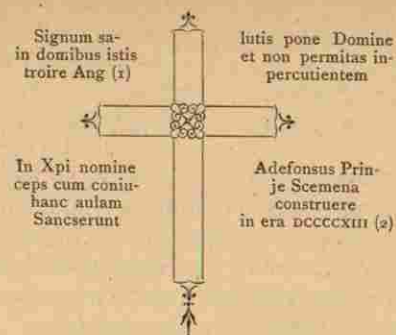 Signum sa-
in domibus istis
troire Ang (1)
lutis pone Domine
et non permitas in-
percutientem
In Xpi nomine
ceps cum coniu-
hanc aulam
Sancserunt
Adefonsus Prin-
je Scemena
construere
in era DCCCCXIII (2)